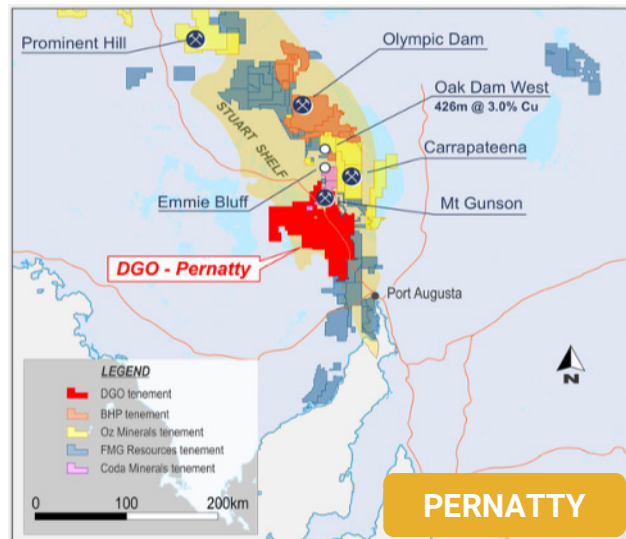 Prominent Hill
Olympic Dam
Oak Dam West
426m @ 3.0% Cu
STUART SHELF
Carrapateena
Emmie Bluff
Mt Gunson
DGO - Pernatty
Port Augusta
N
LEGEND
DGO tenement
BHP tenement
Oz Minerals tenement
FMG Resources tenement
Coda Minerals tenement
0 100 200km
PERNATTY